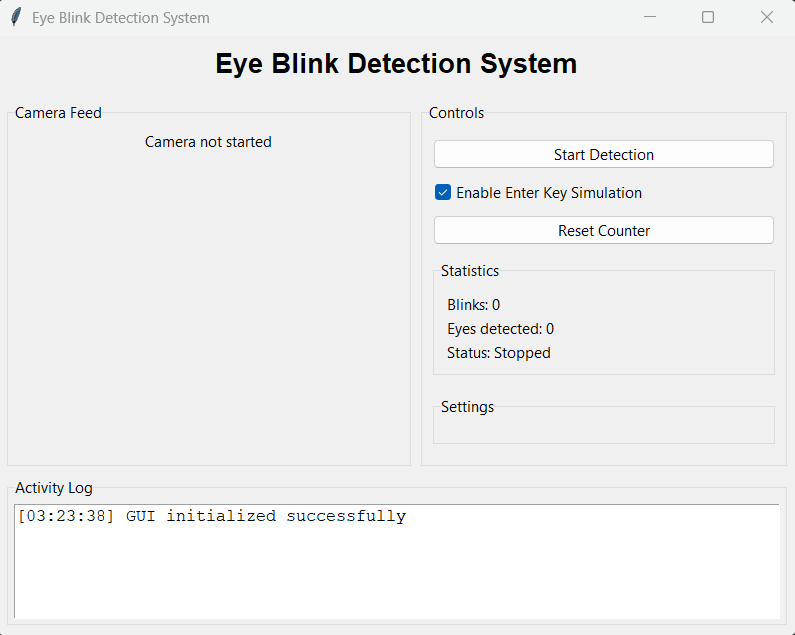 Eye Blink Detection System
Eye Blink Detection System
Camera Feed
Camera not started
Controls
Start Detection
Enable Enter Key Simulation
Reset Counter
Statistics
Blinks: 0
Eyes detected: 0
Status: Stopped
Settings
Activity Log
[03:23:38] GUI initialized successfully